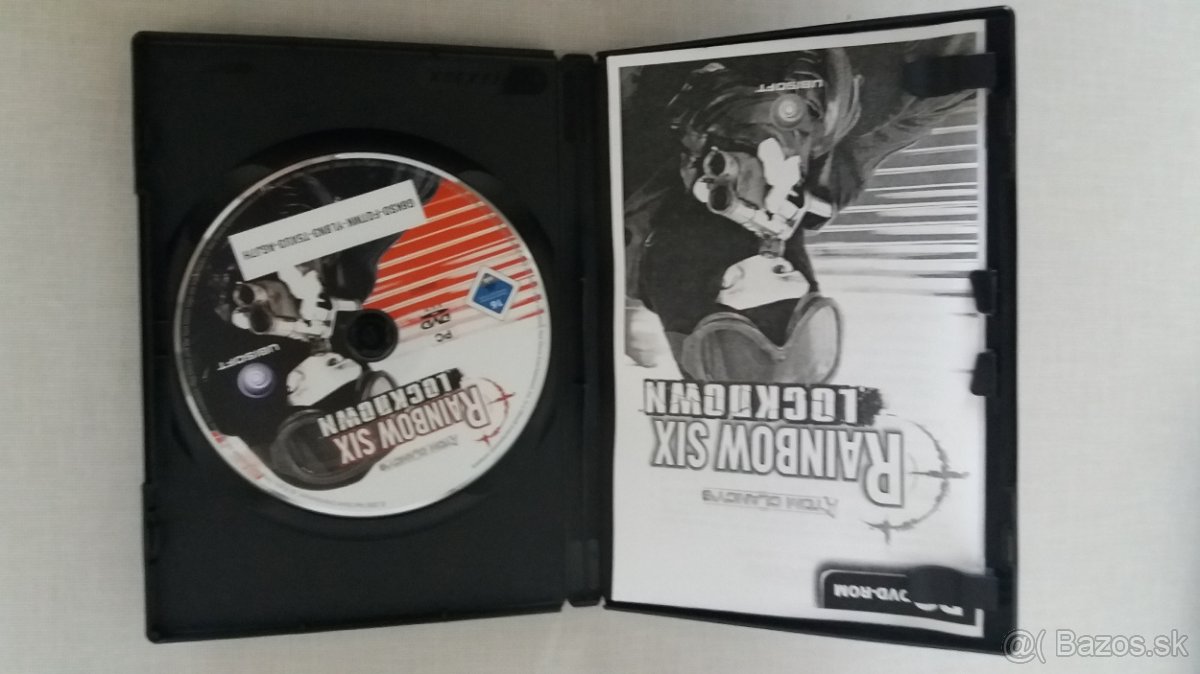 TOM CLANCY'S
RAINBOW SIX
LOCKDOWN
PC
DVD
UBISOFT
16
PC DVD-ROM
TOM CLANCY'S
RAINBOW SIX
LOCKDOWN
UBISOFT
@( Bazos.sk